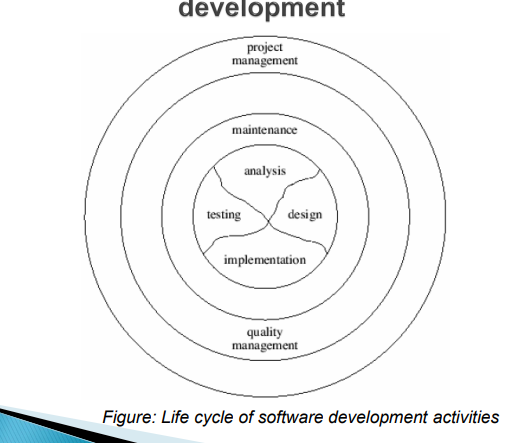 development
project
management
maintenance
analysis
testing
design
implementation
quality
management
Figure: Life cycle of software development activities